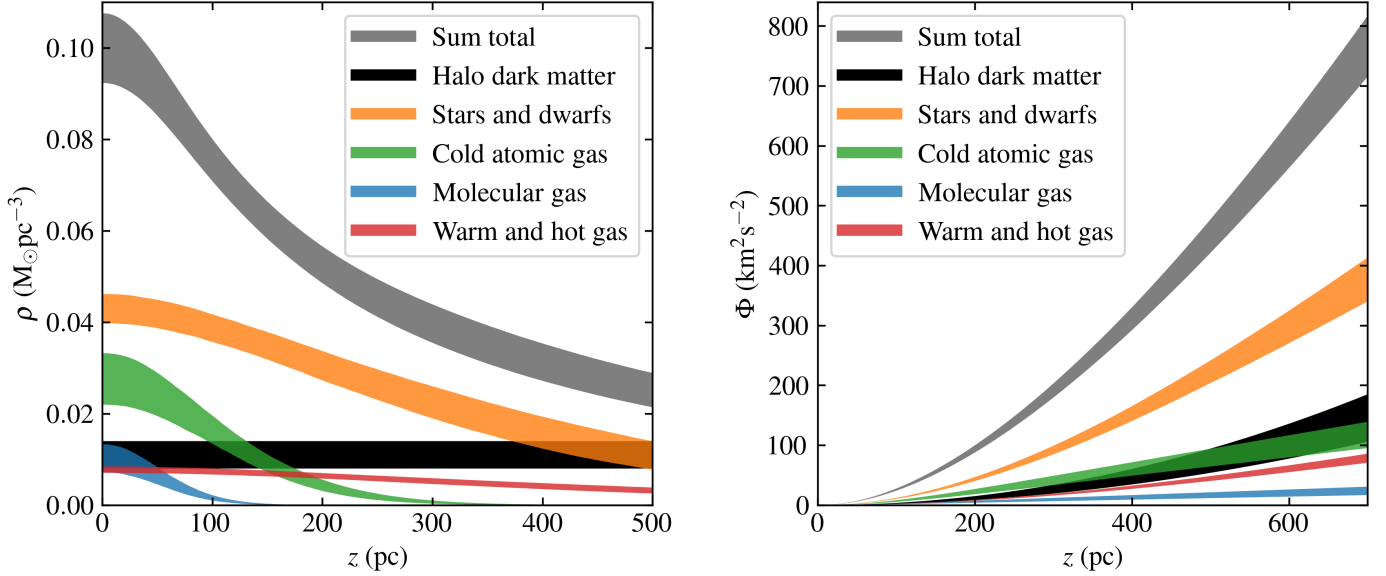 Sum total
Halo dark matter
Stars and dwarfs
Cold atomic gas
Molecular gas
Warm and hot gas
0.10
0.08
0.06
0.04
0.02
0.00
ρ (M⊙pc⁻³)
0 100 200 300 400 500
z (pc)
Sum total
Halo dark matter
Stars and dwarfs
Cold atomic gas
Molecular gas
Warm and hot gas
800
700
600
500
400
300
200
100
0
Φ (km²s⁻²)
0 200 400 600
z (pc)